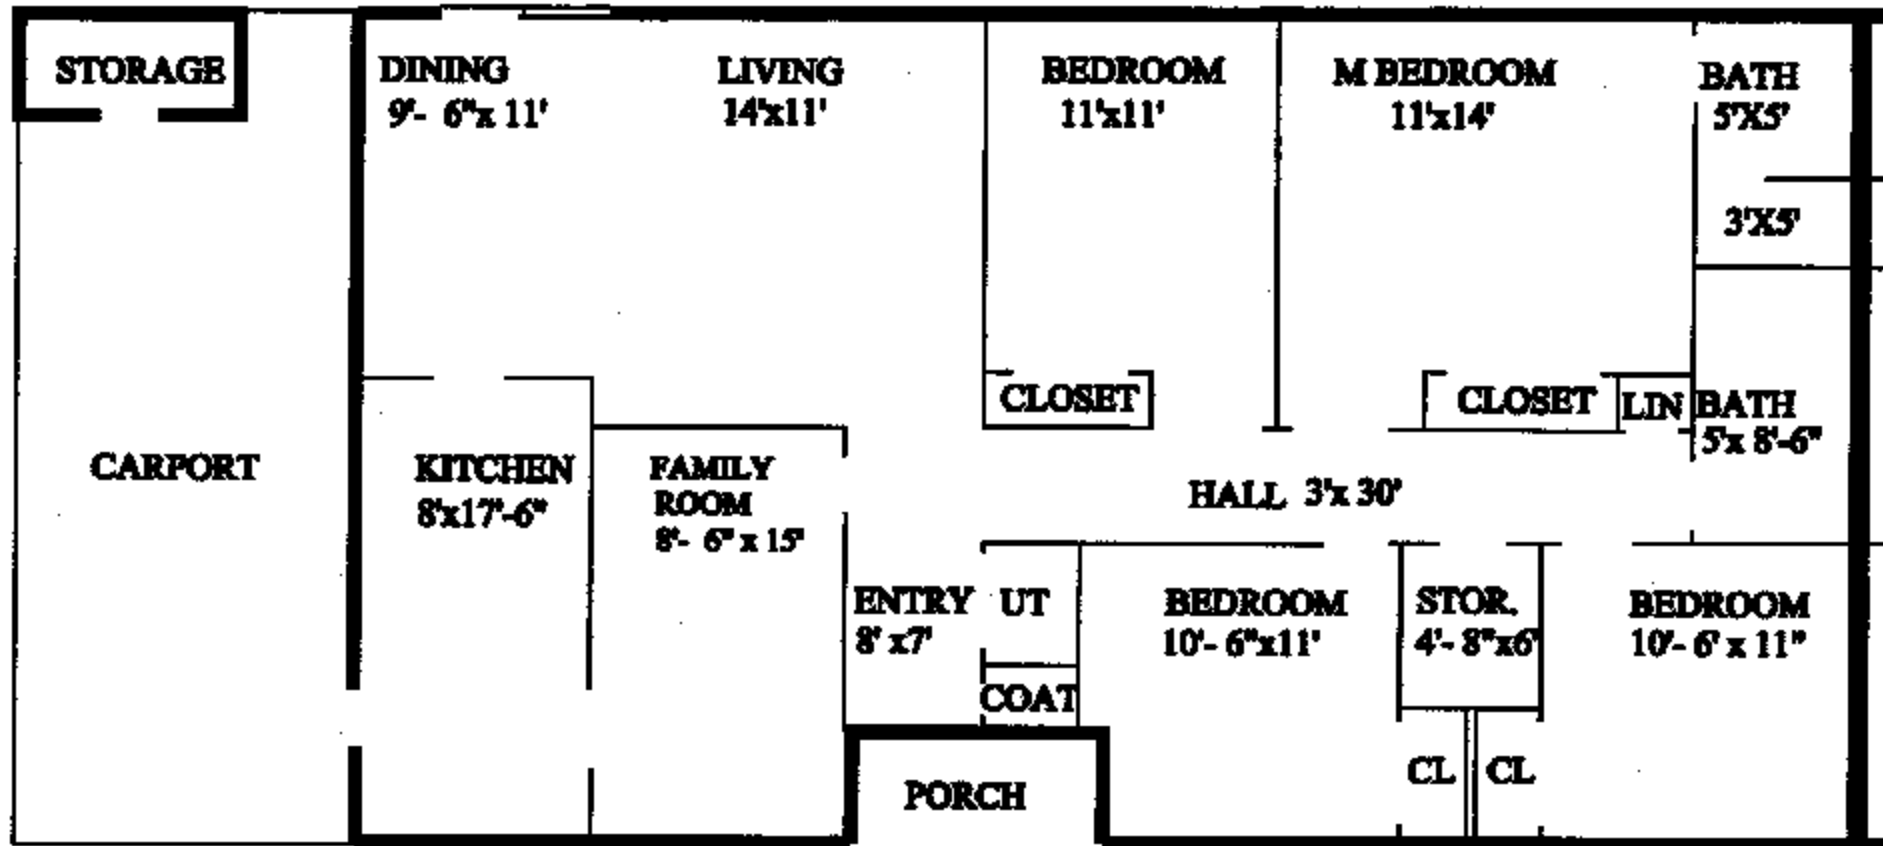 STORAGE
DINING
9'- 6"x 11'
LIVING
14'x11'
BEDROOM
11'x11'
M BEDROOM
11'x14'
BATH
5'X5'
3'X5'
CLOSET
CLOSET
LIN
BATH
5'x 8'-6"
CARPORT
KITCHEN
8'x17'-6"
FAMILY
ROOM
8'- 6" x 15'
HALL 3'x 30'
ENTRY
8' x7'
UT
COAT
BEDROOM
10'- 6"x11'
STOR.
4'- 8"x6'
BEDROOM
10'- 6' x 11"
CL
CL
PORCH